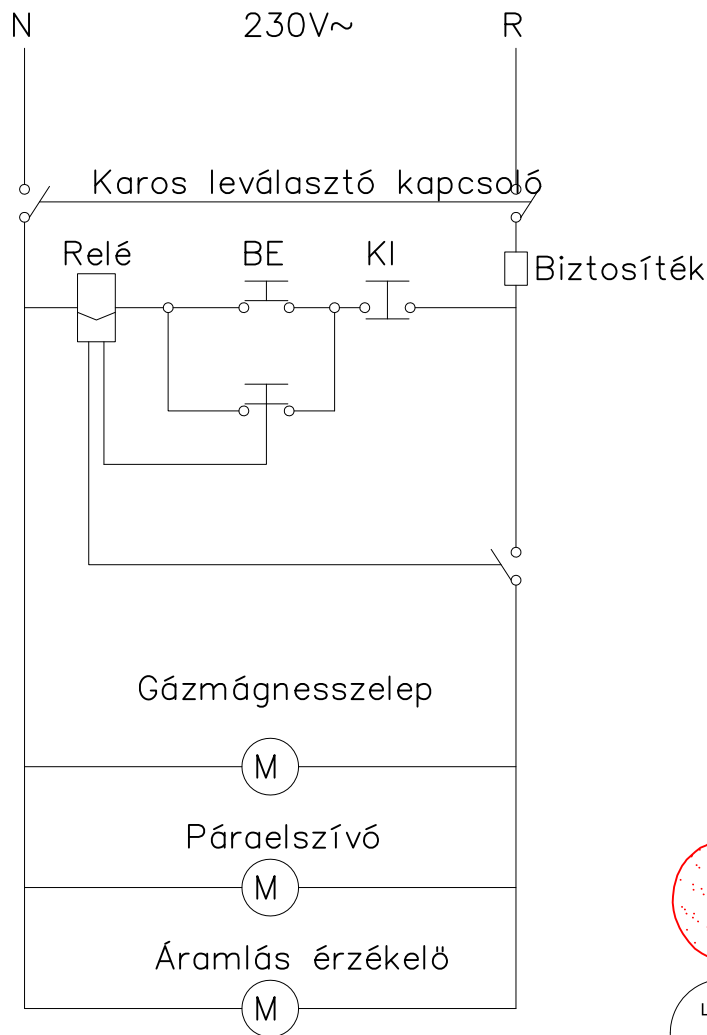 N 230V~ R
Karos leválasztó kapcsoló
Relé BE KI
Biztosíték
Gázmágnesszelep
M
Páraelszívó
M
Áramlás érzékelö
M
L